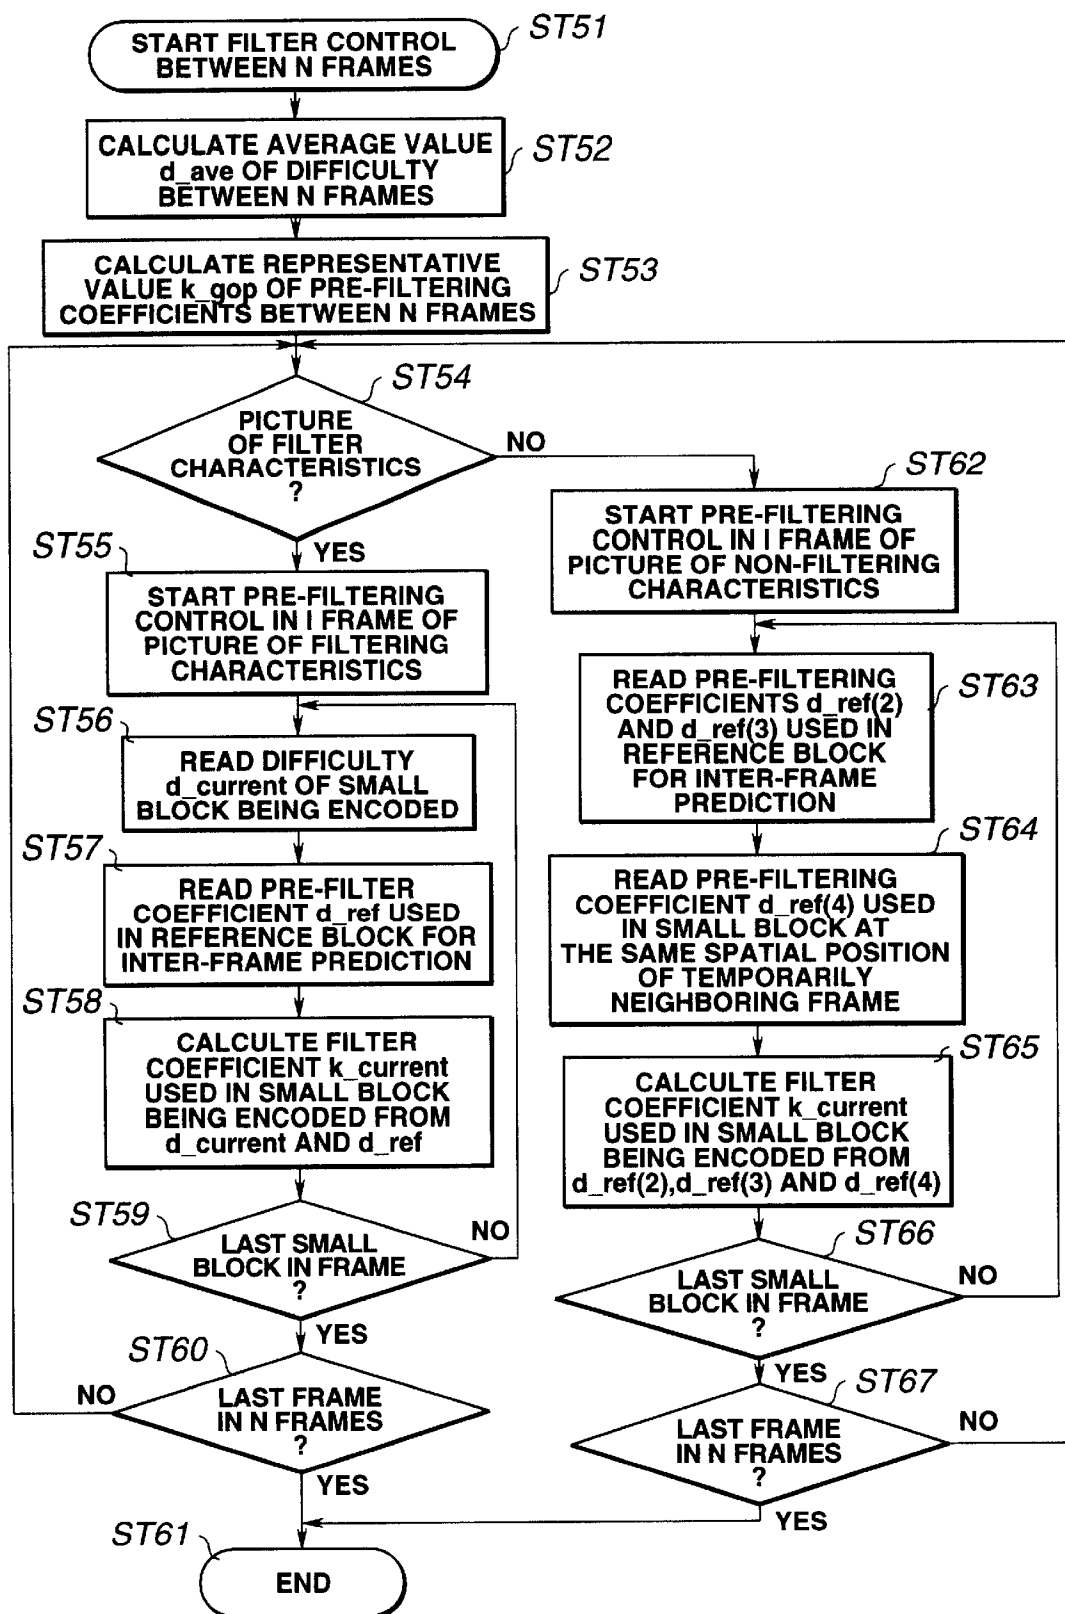 ST51
START FILTER CONTROL
BETWEEN N FRAMES
ST52
CALCULATE AVERAGE VALUE
d_ave OF DIFFICULTY
BETWEEN N FRAMES
ST53
CALCULATE REPRESENTATIVE
VALUE k_gop OF PRE-FILTERING
COEFFICIENTS BETWEEN N FRAMES
ST54
PICTURE
OF FILTER
CHARACTERISTICS
?
NO
YES
ST55
START PRE-FILTERING
CONTROL IN I FRAME OF
PICTURE OF FILTERING
CHARACTERISTICS
ST56
READ DIFFICULTY
d_current OF SMALL
BLOCK BEING ENCODED
ST57
READ PRE-FILTER
COEFFICIENT d_ref USED
IN REFERENCE BLOCK FOR
INTER-FRAME PREDICTION
ST58
CALCULTE FILTER
COEFFICIENT k_current
USED IN SMALL BLOCK
BEING ENCODED FROM
d_current AND d_ref
ST59
LAST SMALL
BLOCK IN FRAME
?
NO
YES
ST60
LAST FRAME
IN N FRAMES
?
NO
YES
ST61
END
ST62
START PRE-FILTERING
CONTROL IN I FRAME OF
PICTURE OF NON-FILTERING
CHARACTERISTICS
ST63
READ PRE-FILTERING
COEFFICIENTS d_ref(2)
AND d_ref(3) USED IN
REFERENCE BLOCK
FOR INTER-FRAME
PREDICTION
ST64
READ PRE-FILTERING
COEFFICIENT d_ref(4) USED
IN SMALL BLOCK AT
THE SAME SPATIAL POSITION
OF TEMPORARILY
NEIGHBORING FRAME
ST65
CALCULTE FILTER
COEFFICIENT k_current
USED IN SMALL BLOCK
BEING ENCODED FROM
d_ref(2),d_ref(3) AND d_ref(4)
ST66
LAST SMALL
BLOCK IN FRAME
?
NO
YES
ST67
LAST FRAME
IN N FRAMES
?
NO
YES